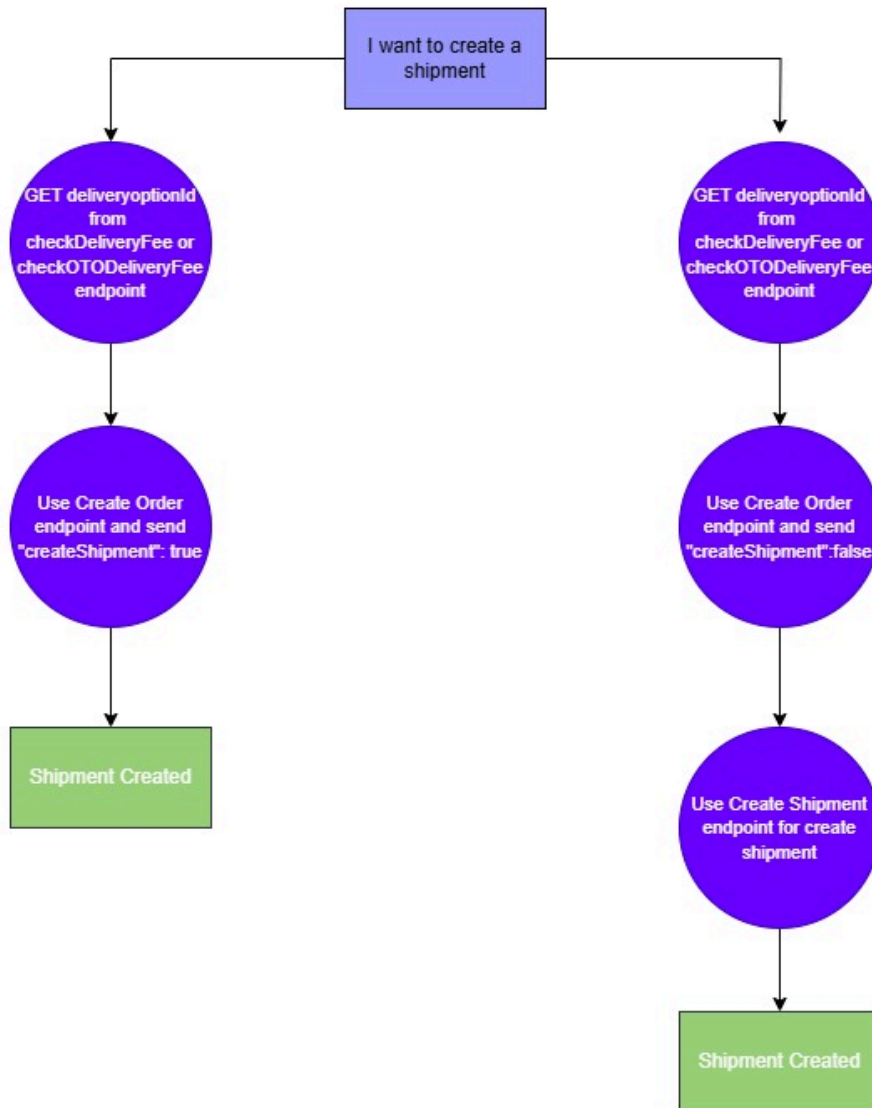 I want to create a
shipment
GET deliveryoptionId
from
checkDeliveryFee or
checkOTODeliveryFee
endpoint
Use Create Order
endpoint and send
"createShipment": true
Shipment Created
GET deliveryoptionId
from
checkDeliveryFee or
checkOTODeliveryFee
endpoint
Use Create Order
endpoint and send
"createShipment":false
Use Create Shipment
endpoint for create
shipment
Shipment Created